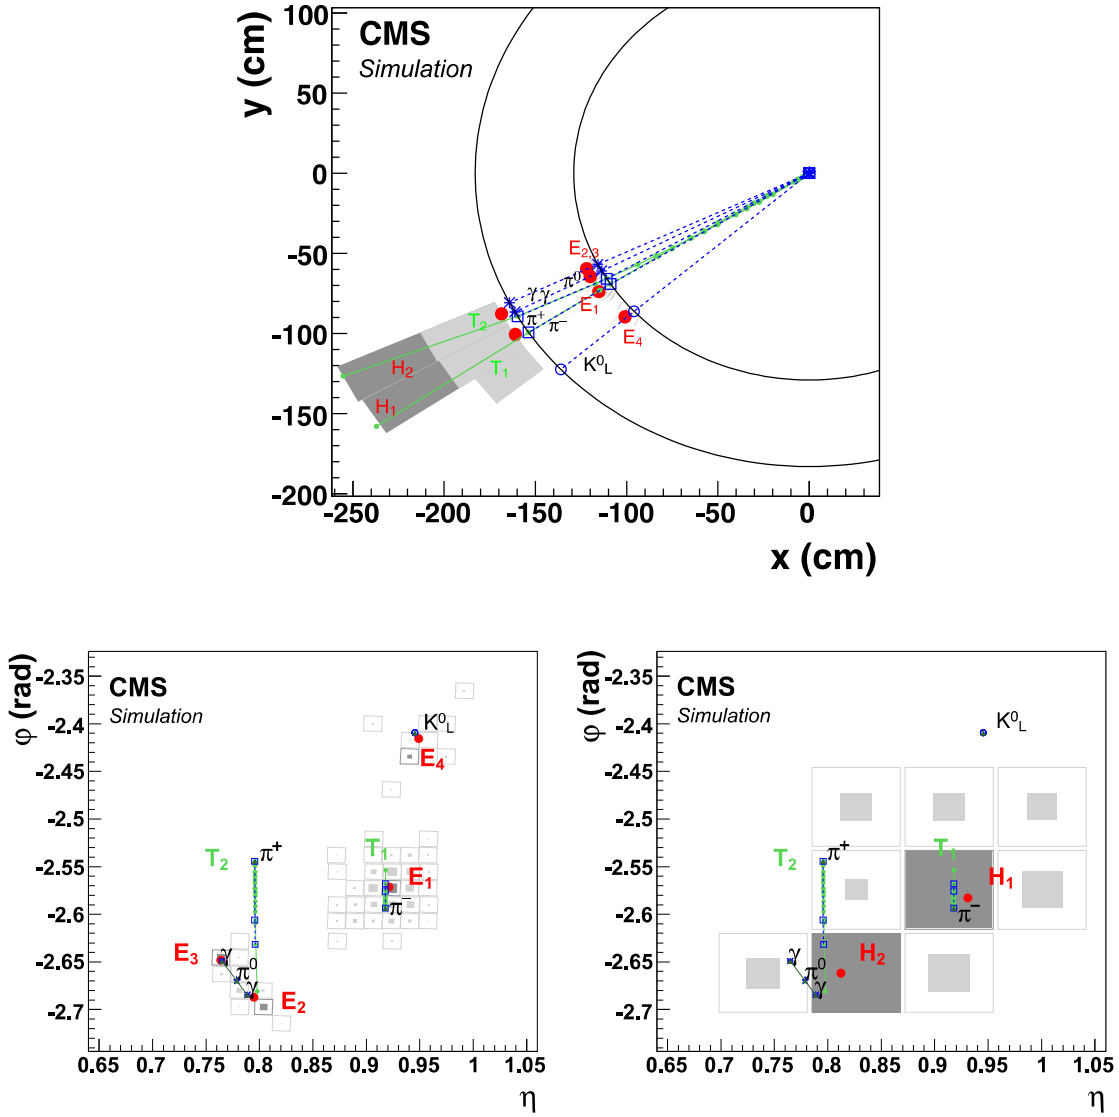 CMS
Simulation
y (cm)
100
50
0
-50
-100
-150
-200
E2,3
π0
γ γ
E1
T2
π+ π−
E4
T1
K0L
H2
H1
-250 -200 -150 -100 -50 0
x (cm)
φ (rad)
CMS
Simulation
-2.35
-2.4
-2.45
-2.5
-2.55
-2.6
-2.65
-2.7
K0L
E4
T2
π+
T1
E1
π−
E3
γ
π0
γ
E2
0.65 0.7 0.75 0.8 0.85 0.9 0.95 1 1.05
η
φ (rad)
CMS
Simulation
-2.35
-2.4
-2.45
-2.5
-2.55
-2.6
-2.65
-2.7
K0L
T2
π+
T1
H1
π−
γ
π0
γ
H2
0.65 0.7 0.75 0.8 0.85 0.9 0.95 1 1.05
η